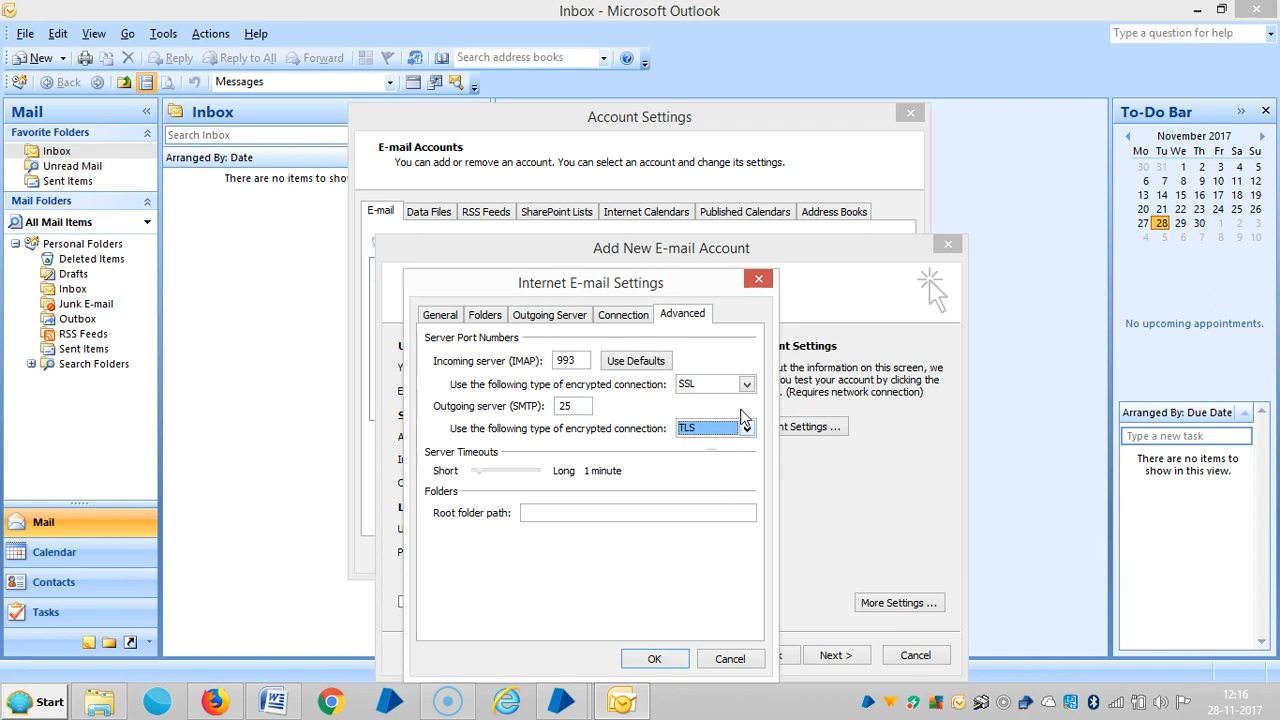 Inbox - Microsoft Outlook
File Edit View Go Tools Actions Help
Type a question for help
New Reply Reply to All Forward Search address books
Back Messages
Mail
Favorite Folders
Inbox
Unread Mail
Sent Items
Mail Folders
All Mail Items
Personal Folders
Deleted Items
Drafts
Inbox
Junk E-mail
Outbox
RSS Feeds
Sent Items
Search Folders
Mail
Calendar
Contacts
Tasks
Inbox
Search Inbox
Arranged By: Date
There are no items to
Account Settings
E-mail Accounts
You can add or remove an account. You can select an account and change its settings.
E-mail Data Files RSS Feeds SharePoint Lists Internet Calendars Published Calendars Address Books
Add New E-mail Account
Internet E-mail Settings
General Folders Outgoing Server Connection Advanced
Server Port Numbers
Incoming server (IMAP): 993 Use Defaults
Use the following type of encrypted connection: SSL
Outgoing server (SMTP): 25
Use the following type of encrypted connection: TLS
Server Timeouts
Short Long 1 minute
Folders
Root folder path:
OK Cancel
Settings
the information on this screen, we
you test your account by clicking the
(Requires network connection)
Settings ...
More Settings ...
Next > Cancel
To-Do Bar
November 2017
Mo Tu We Th Fr Sa Su
30 31 1 2 3 4 5
6 7 8 9 10 11 12
13 14 15 16 17 18 19
20 21 22 23 24 25 26
27 28 29 30 1 2 3
4 5 6 7 8 9 10
No upcoming appointments.
Arranged By: Due Date
Type a new task
There are no items to
show in this view.
Start
12:16
28-11-2017